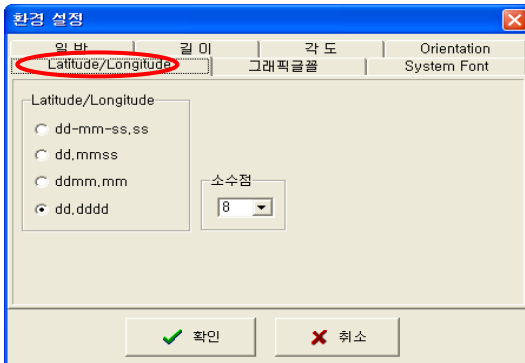 환경 설정
일 반 길 이 각 도 Orientation
Latitude/Longitude 그래픽글꼴 System Font
Latitude/Longitude
dd-mm-ss,ss
dd,mmss
ddmm,mm
dd,dddd
소수점
8
확인 취소